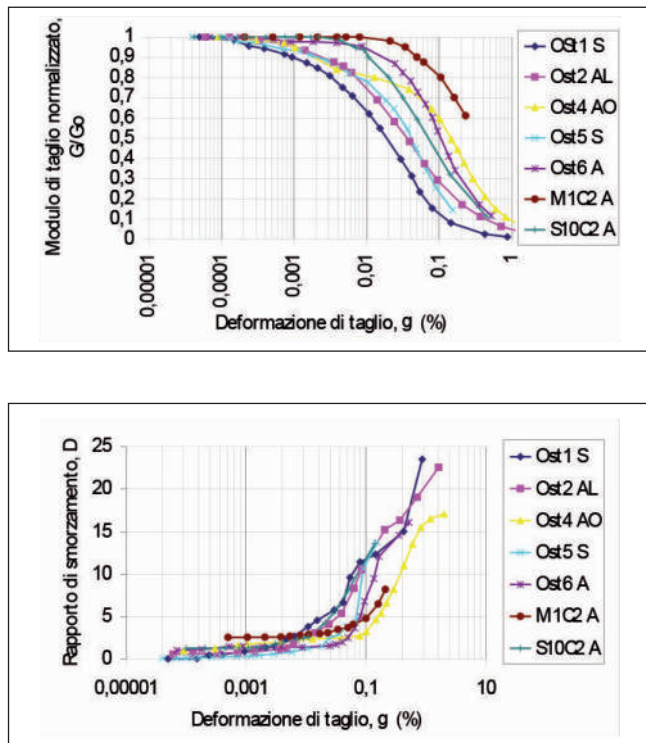 Modulo di taglio normalizzato,
G/Go
1
0,9
0,8
0,7
0,6
0,5
0,4
0,3
0,2
0,1
0
0,00001
0,0001
0,001
0,01
0,1
1
Deformazione di taglio, g (%)
OSt1 S
Ost2 AL
Ost4 AO
Ost5 S
Ost6 A
M1C2 A
S10C2 A
Rapporto di smorzamento, D
25
20
15
10
5
0
0,00001
0,001
0,1
10
Deformazione di taglio, g (%)
Ost1 S
Ost2 AL
Ost4 AO
Ost5 S
Ost6 A
M1C2 A
S10C2 A